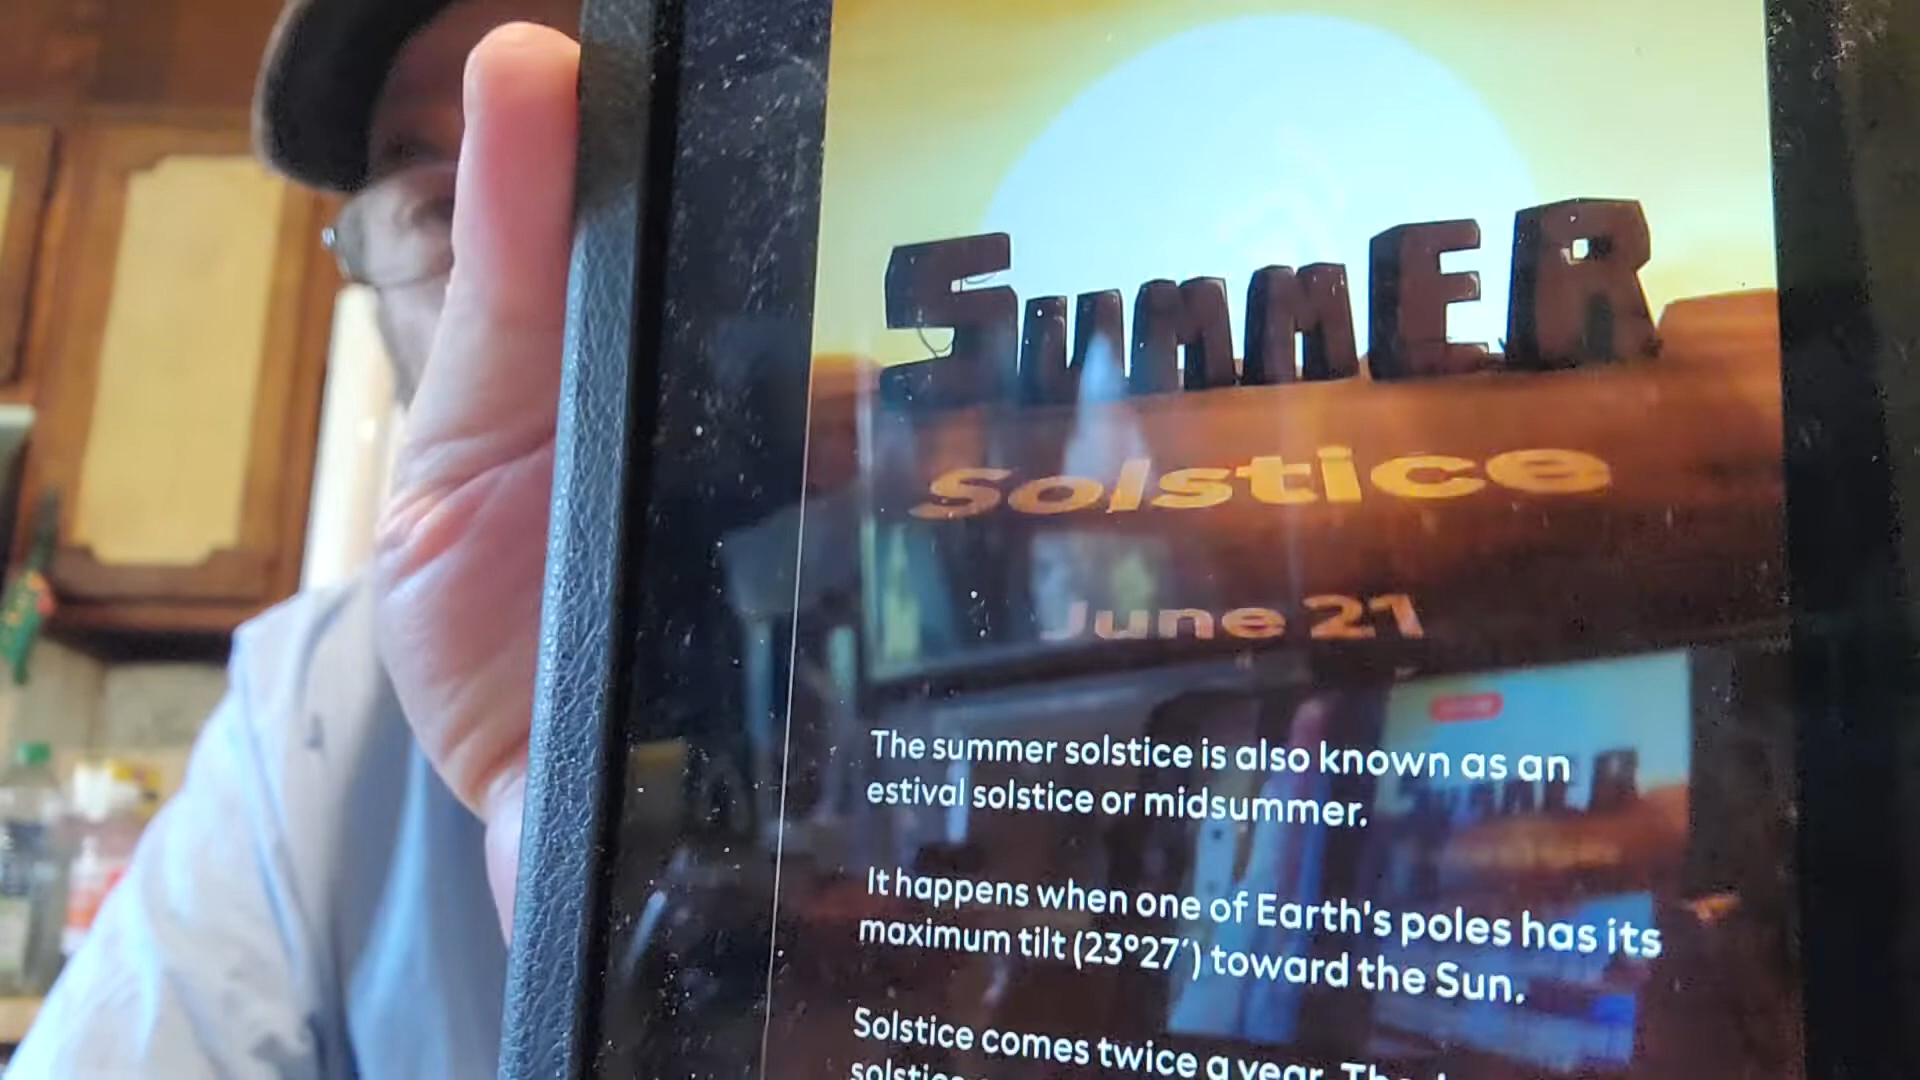 SUMMER
Solstice
June 21
The summer solstice is also known as an
estival solstice or midsummer.
It happens when one of Earth's poles has its
maximum tilt (23°27′) toward the Sun.
Solstice comes twice a year.